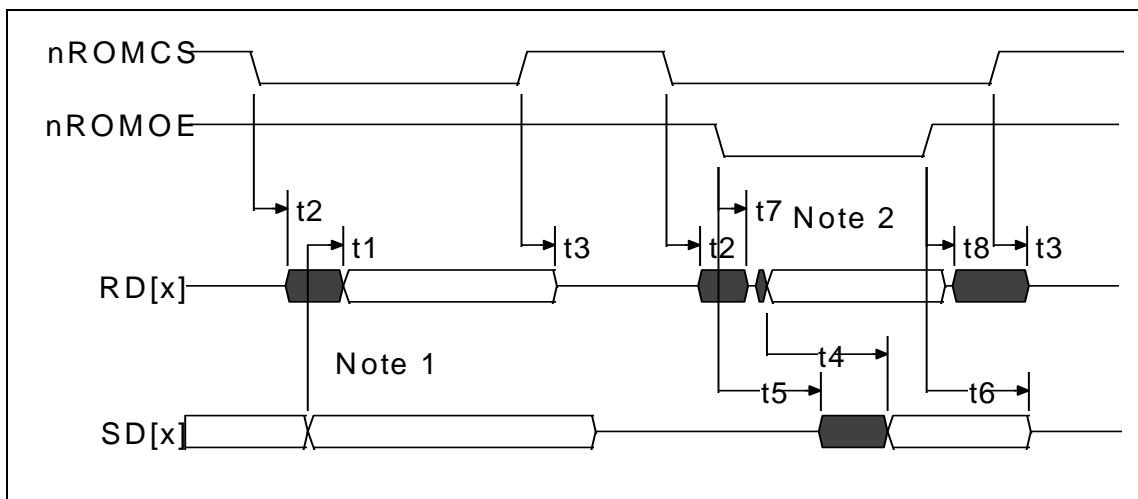 nROMCS
nROMOE
t2
t7
Note 2
t1
t3
t2
t8
t3
RD[x]
Note 1
t4
t5
t6
SD[x]